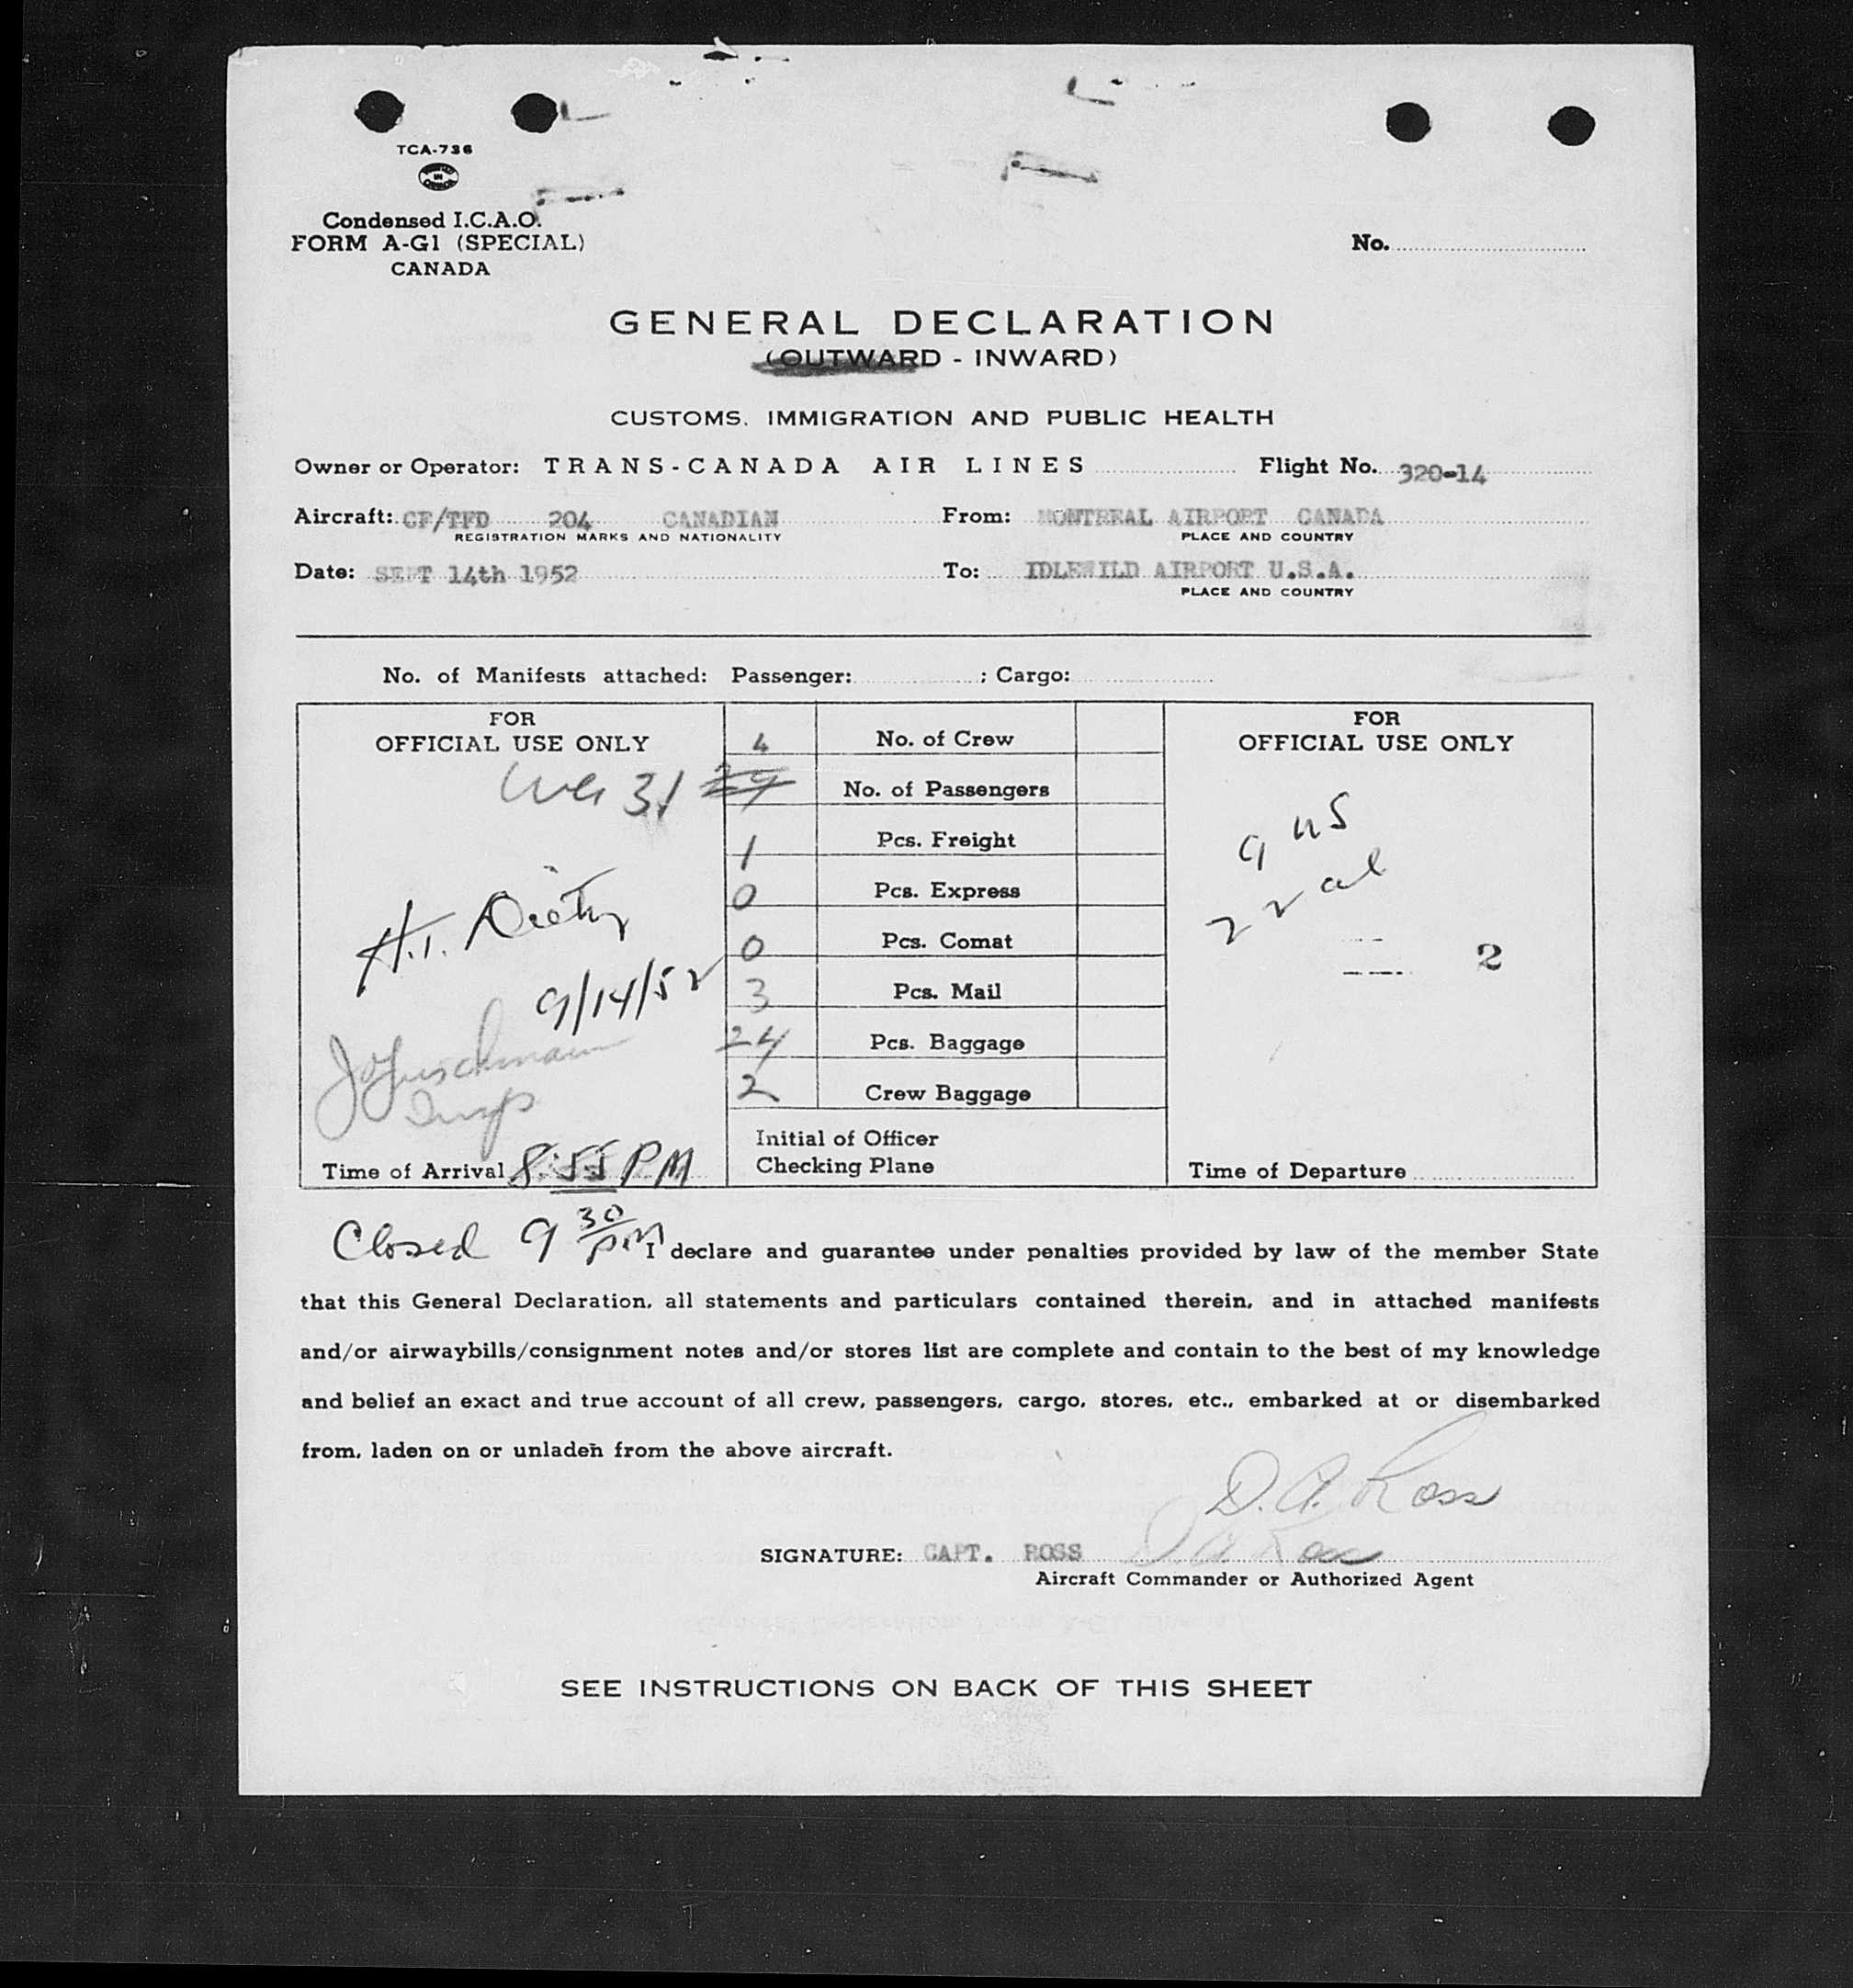 TCA-736
Condensed I.C.A.O.
FORM A-G1 (SPECIAL)
CANADA
No.
GENERAL DECLARATION
(OUTWARD - INWARD)
CUSTOMS, IMMIGRATION AND PUBLIC HEALTH
Owner or Operator: TRANS-CANADA AIR LINES Flight No. 320-14
Aircraft: CF/TFD 204 CANADIAN From: MONTREAL AIRPORT CANADA
REGISTRATION MARKS AND NATIONALITY PLACE AND COUNTRY
Date: SEPT 14th 1952 To: IDLEWILD AIRPORT U.S.A.
PLACE AND COUNTRY
No. of Manifests attached: Passenger: ; Cargo:
FOR
OFFICIAL USE ONLY
31
9/14/52
Time of Arrival 8:55 PM
4 No. of Crew
No. of Passengers
1 Pcs. Freight
0 Pcs. Express
0 Pcs. Comat
3 Pcs. Mail
24 Pcs. Baggage
2 Crew Baggage
Initial of Officer
Checking Plane
FOR
OFFICIAL USE ONLY
9 us
22 al
2
Time of Departure
Closed 9 30 PM
I declare and guarantee under penalties provided by law of the member State
that this General Declaration, all statements and particulars contained therein, and in attached manifests
and/or airwaybills/consignment notes and/or stores list are complete and contain to the best of my knowledge
and belief an exact and true account of all crew, passengers, cargo, stores, etc., embarked at or disembarked
from, laden on or unladen from the above aircraft.
D. A. Ross
SIGNATURE: CAPT. ROSS D A Ross
Aircraft Commander or Authorized Agent
SEE INSTRUCTIONS ON BACK OF THIS SHEET